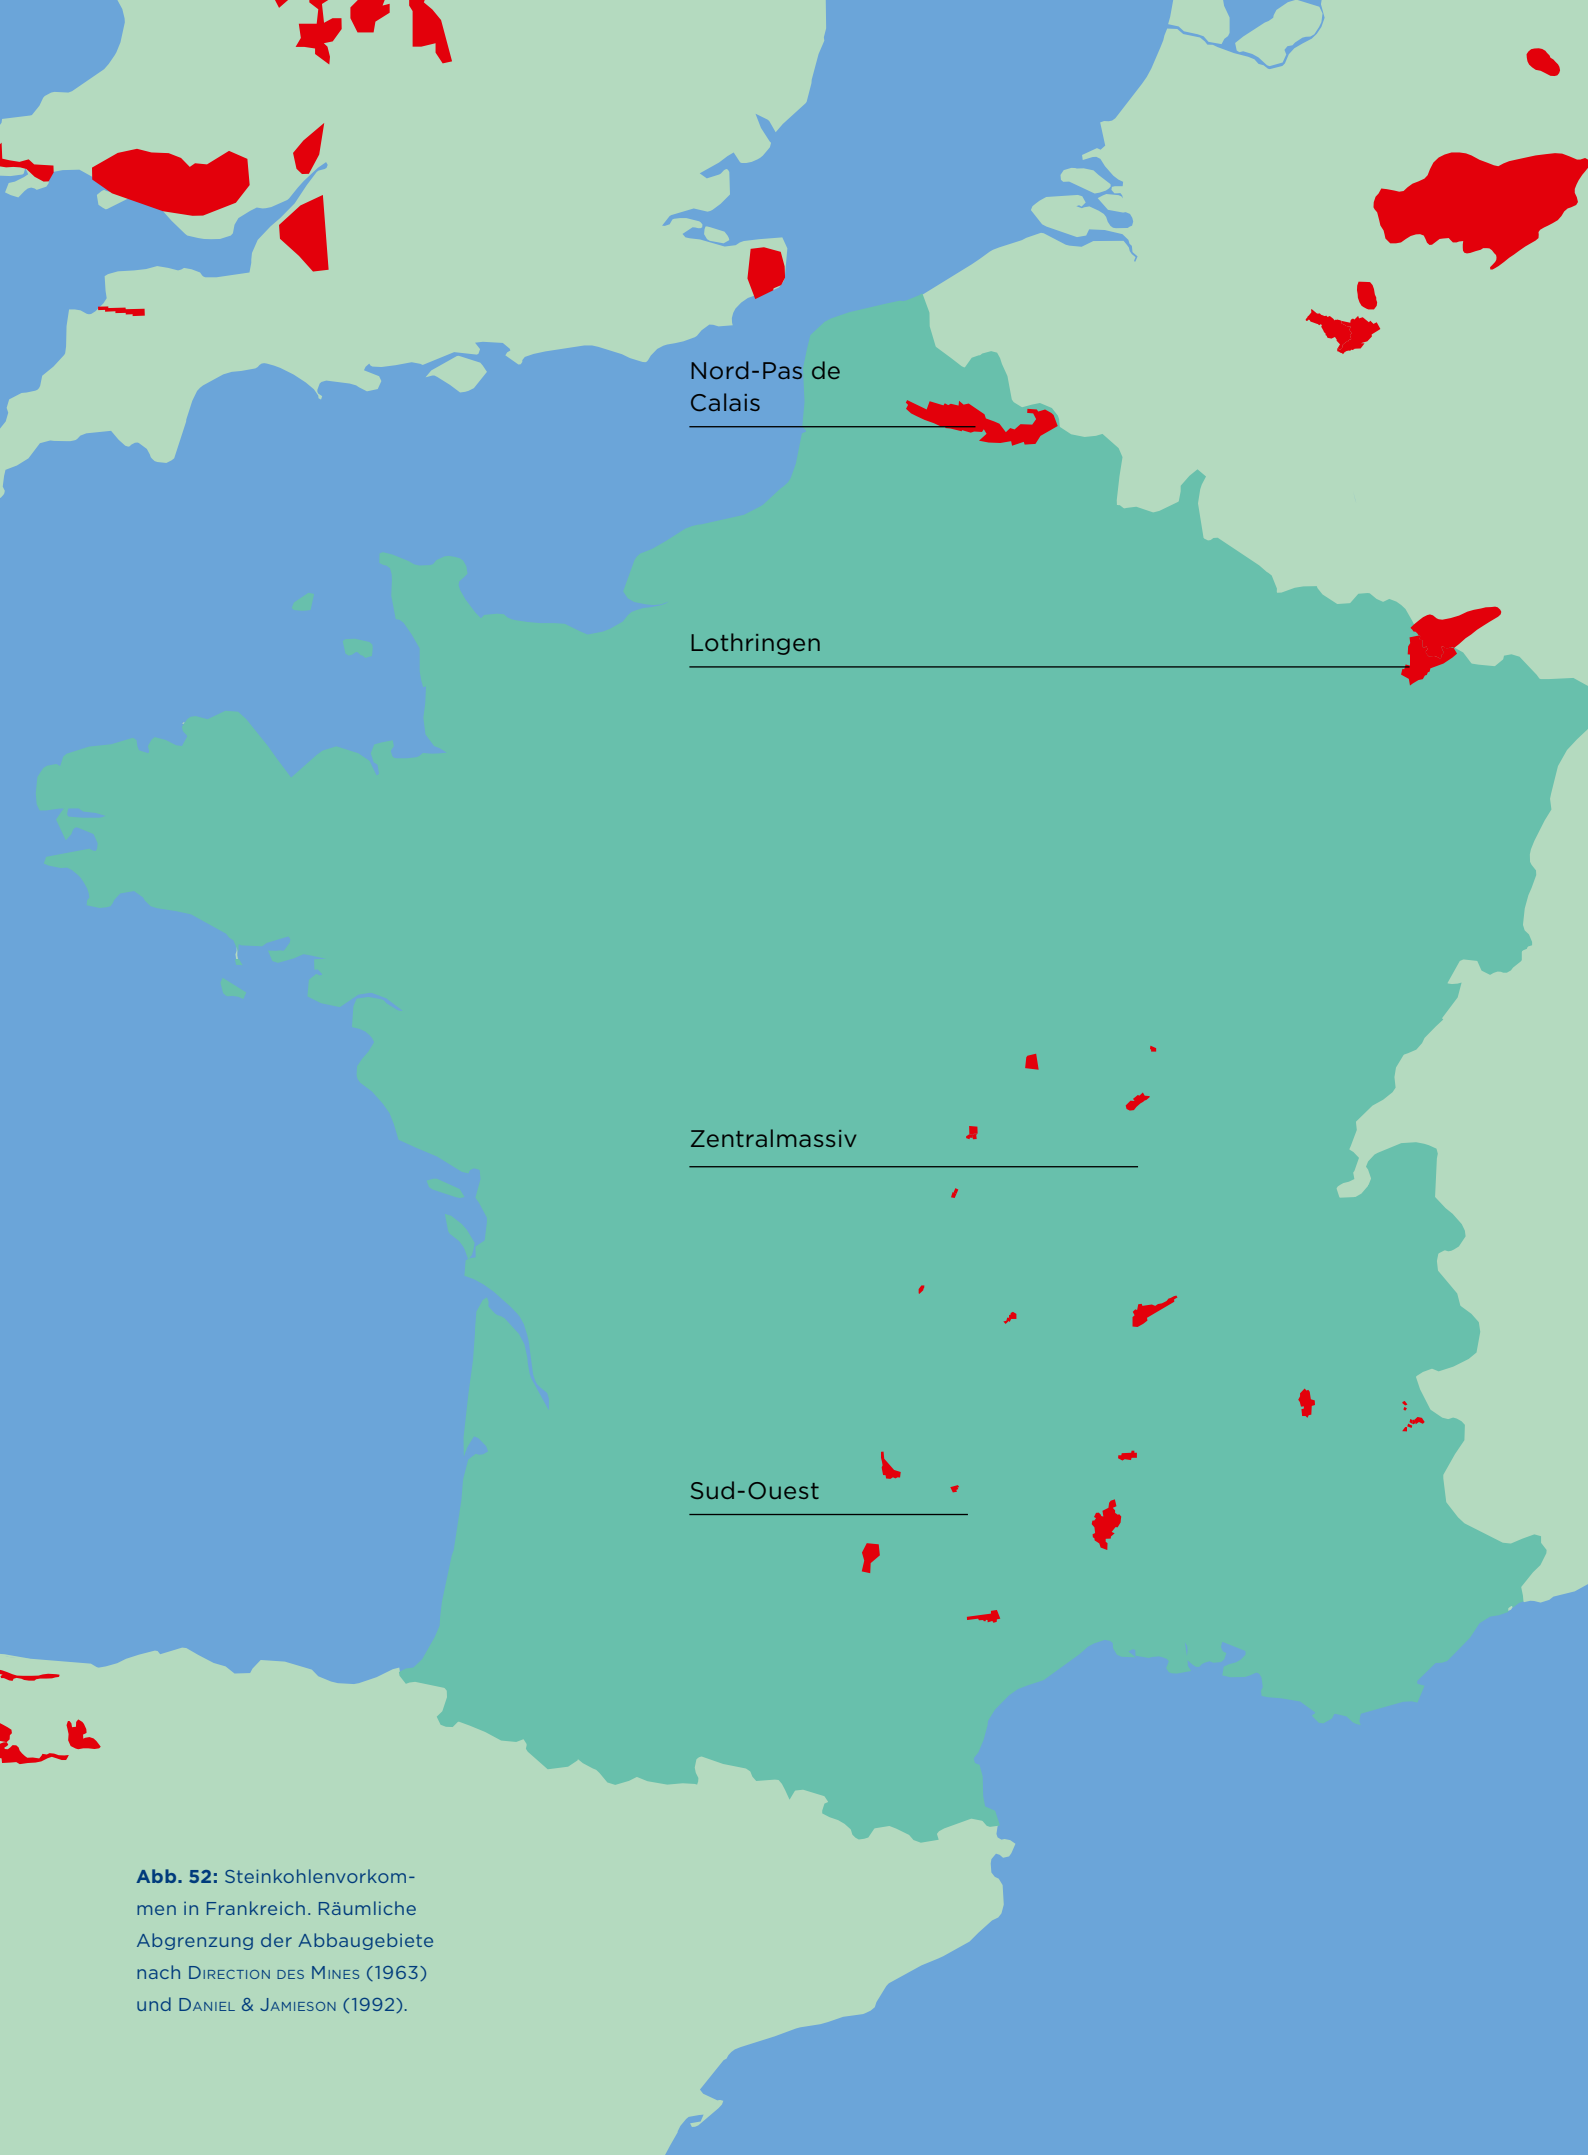 Nord-Pas de
Calais
Lothringen
Zentralmassiv
Sud-Ouest
Abb. 52: Steinkohlenvorkom-
men in Frankreich. Räumliche
Abgrenzung der Abbaugebiete
nach Direction des Mines (1963)
und Daniel & Jamieson (1992).